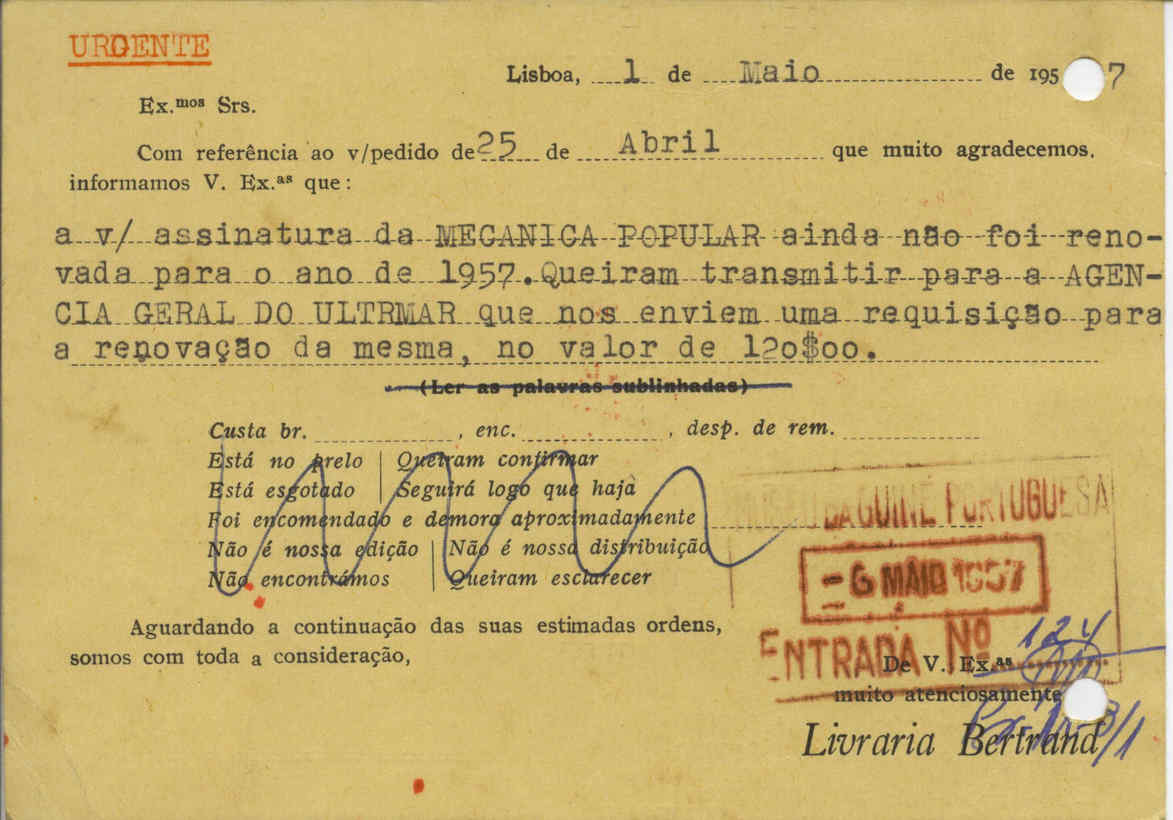 URGENTE
Lisboa, 1 de Maio de 1957
Ex.mos Srs.
Com referência ao v/pedido de 25 de Abril que muito agradecemos,
informamos V. Ex.as que:
a v/ assinatura da MECANICA POPULAR ainda não foi reno-
vada para o ano de 1957.Queiram transmitir para a AGEN-
CIA GERAL DO ULTRMAR que nos enviem uma requisição para
a renovação da mesma, no valor de 12o$oo.
(Ler as palavras sublinhadas)
Custa br. , enc. , desp. de rem.
Está no prelo | Queiram confirmar
Está esgotado | Seguirá logo que haja
Foi encomendado e demora aproximadamente
Não é nossa edição | Não é nossa distribuição
Não encontrámos | Queiram esclarecer
MUSEU DA GUINÉ PORTUGUESA
- 6 MAIO 1957
ENTRADA Nº 124
Aguardando a continuação das suas estimadas ordens,
somos com toda a consideração,
De V. Ex.as
muito atenciosamente
Livraria Bertrand